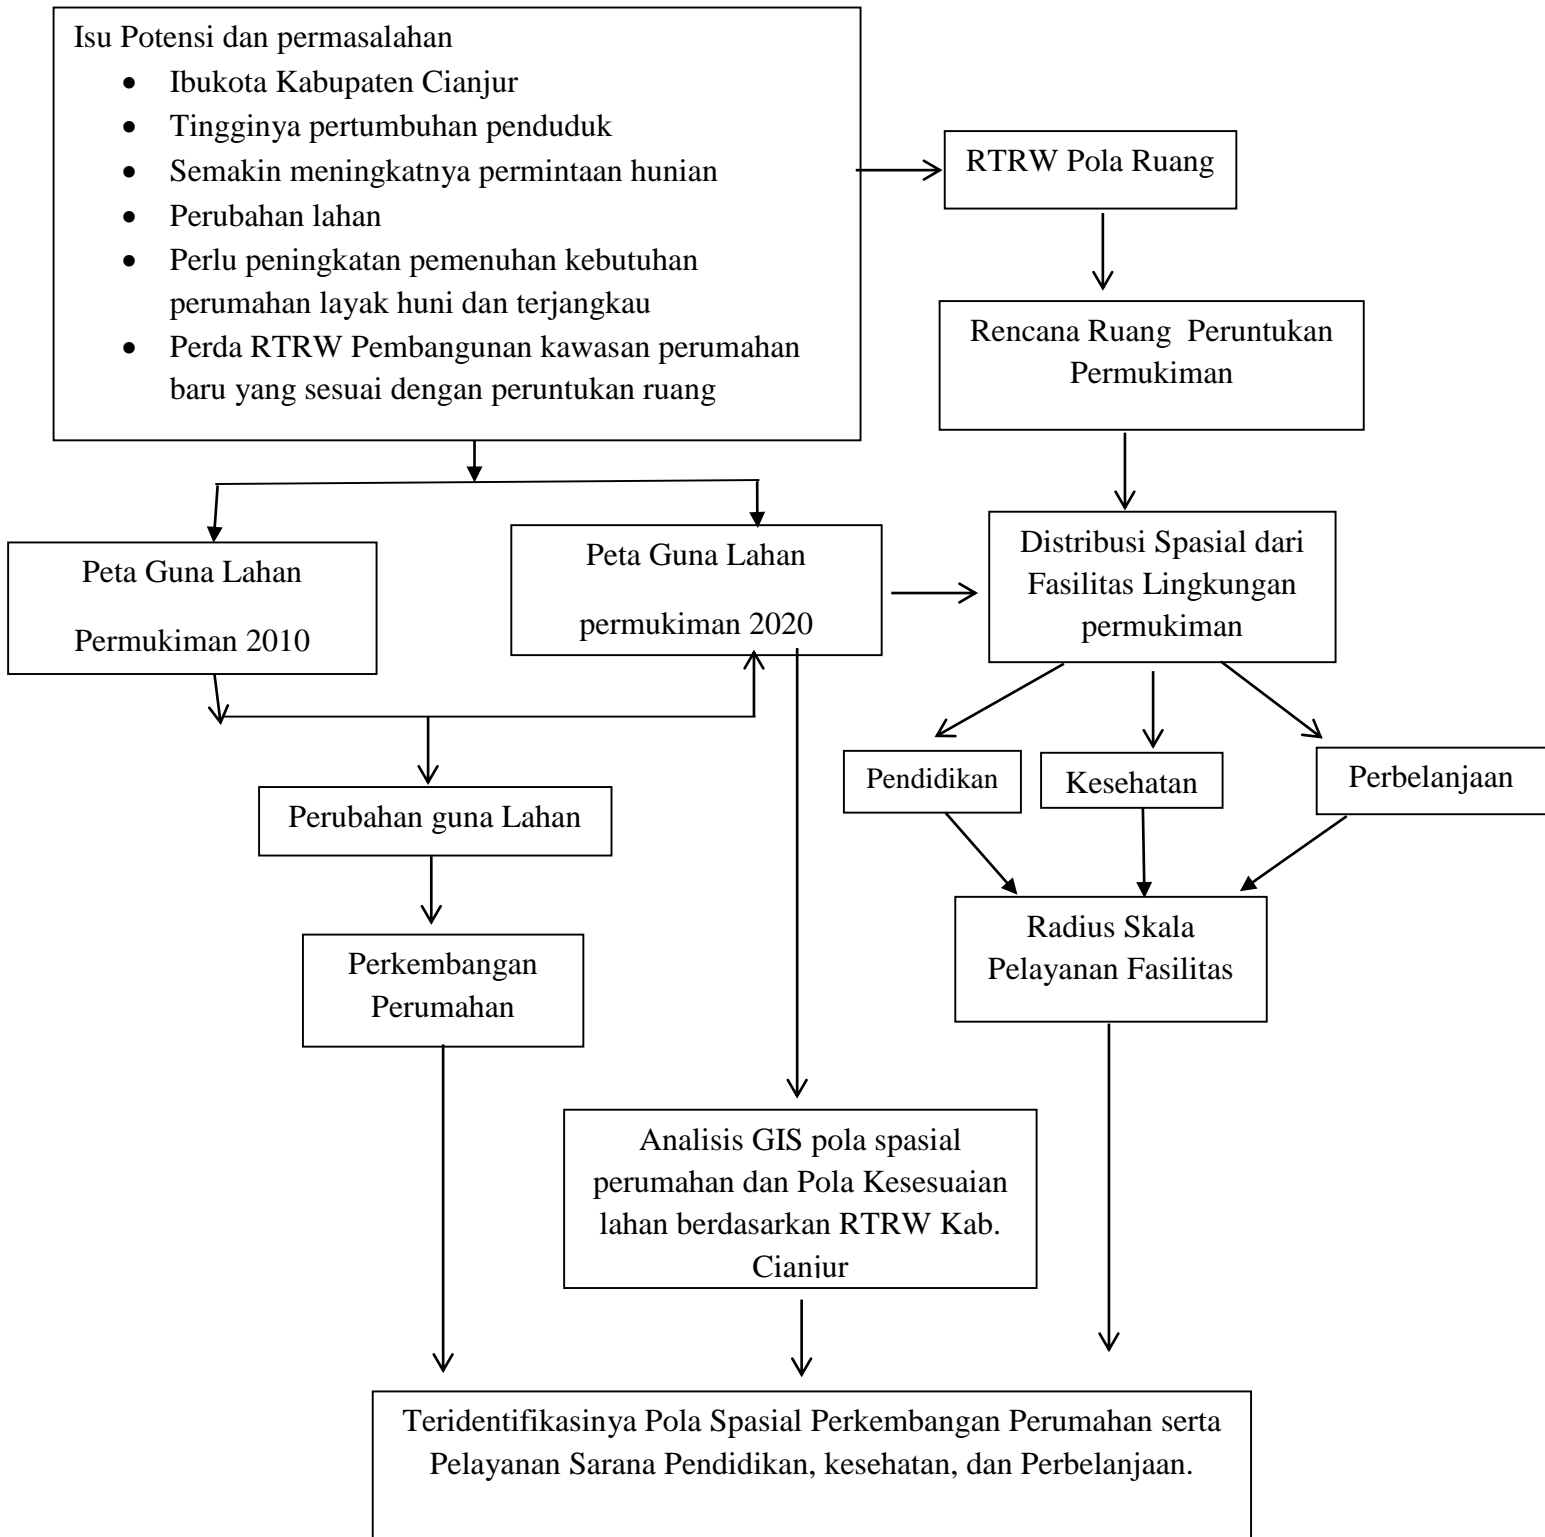 Isu Potensi dan permasalahan
• Ibukota Kabupaten Cianjur
• Tingginya pertumbuhan penduduk
• Semakin meningkatnya permintaan hunian
• Perubahan lahan
• Perlu peningkatan pemenuhan kebutuhan
perumahan layak huni dan terjangkau
• Perda RTRW Pembangunan kawasan perumahan
baru yang sesuai dengan peruntukan ruang
RTRW Pola Ruang
Rencana Ruang Peruntukan
Permukiman
Peta Guna Lahan
Permukiman 2010
Peta Guna Lahan
permukiman 2020
Distribusi Spasial dari
Fasilitas Lingkungan
permukiman
Pendidikan
Kesehatan
Perbelanjaan
Perubahan guna Lahan
Perkembangan
Perumahan
Radius Skala
Pelayanan Fasilitas
Analisis GIS pola spasial
perumahan dan Pola Kesesuaian
lahan berdasarkan RTRW Kab.
Cianjur
Teridentifikasinya Pola Spasial Perkembangan Perumahan serta
Pelayanan Sarana Pendidikan, kesehatan, dan Perbelanjaan.